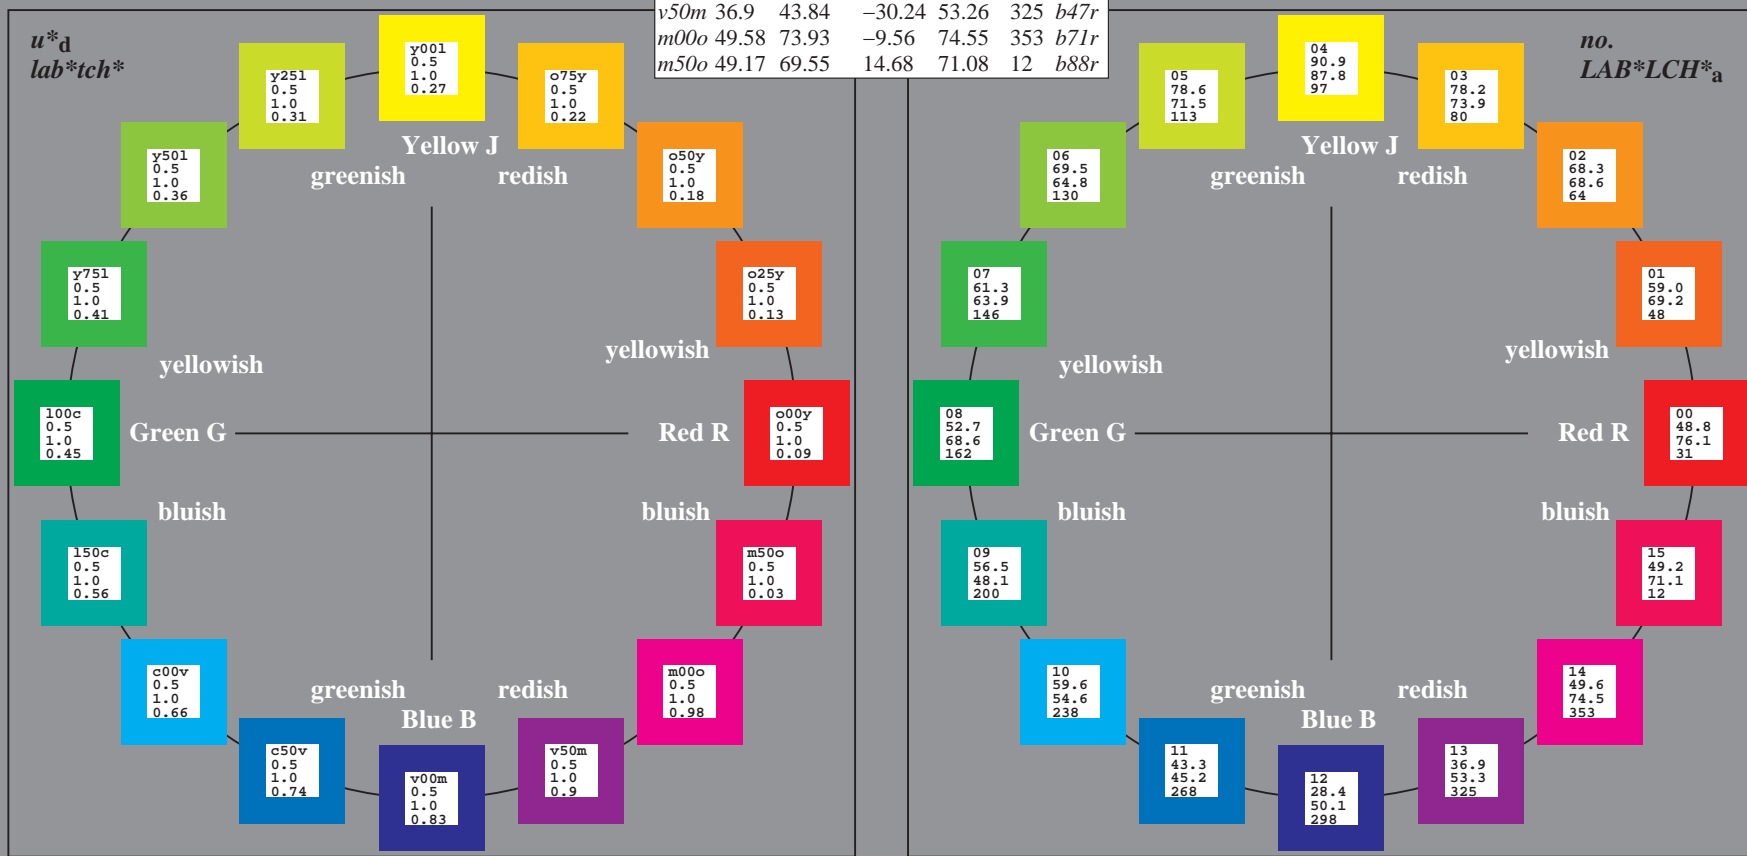 v50m 36.9 43.84 −30.24 53.26 325 b47r
m00o 49.58 73.93 −9.56 74.55 353 b71r
m50o 49.17 69.55 14.68 71.08 12 b88r
u*d
lab*tch*
y00l
0.5
1.0
0.27
y25l
0.5
1.0
0.31
o75y
0.5
1.0
0.22
Yellow J
greenish redish
y50l
0.5
1.0
0.36
o50y
0.5
1.0
0.18
y75l
0.5
1.0
0.41
o25y
0.5
1.0
0.13
yellowish
yellowish
l00c
0.5
1.0
0.45
Green G
Red R
o00y
0.5
1.0
0.09
bluish
bluish
l50c
0.5
1.0
0.56
m50o
0.5
1.0
0.03
c00v
0.5
1.0
0.66
m00o
0.5
1.0
0.98
greenish redish
Blue B
c50v
0.5
1.0
0.74
v00m
0.5
1.0
0.83
v50m
0.5
1.0
0.9
no.
LAB*LCH*a
04
90.9
87.8
97
05
78.6
71.5
113
03
78.2
73.9
80
Yellow J
greenish redish
06
69.5
64.8
130
02
68.3
68.6
64
07
61.3
63.9
146
01
59.0
69.2
48
yellowish
yellowish
08
52.7
68.6
162
Green G
Red R
00
48.8
76.1
31
bluish
bluish
09
56.5
48.1
200
15
49.2
71.1
12
10
59.6
54.6
238
14
49.6
74.5
353
greenish redish
Blue B
11
43.3
45.2
268
12
28.4
50.1
298
13
36.9
53.3
325